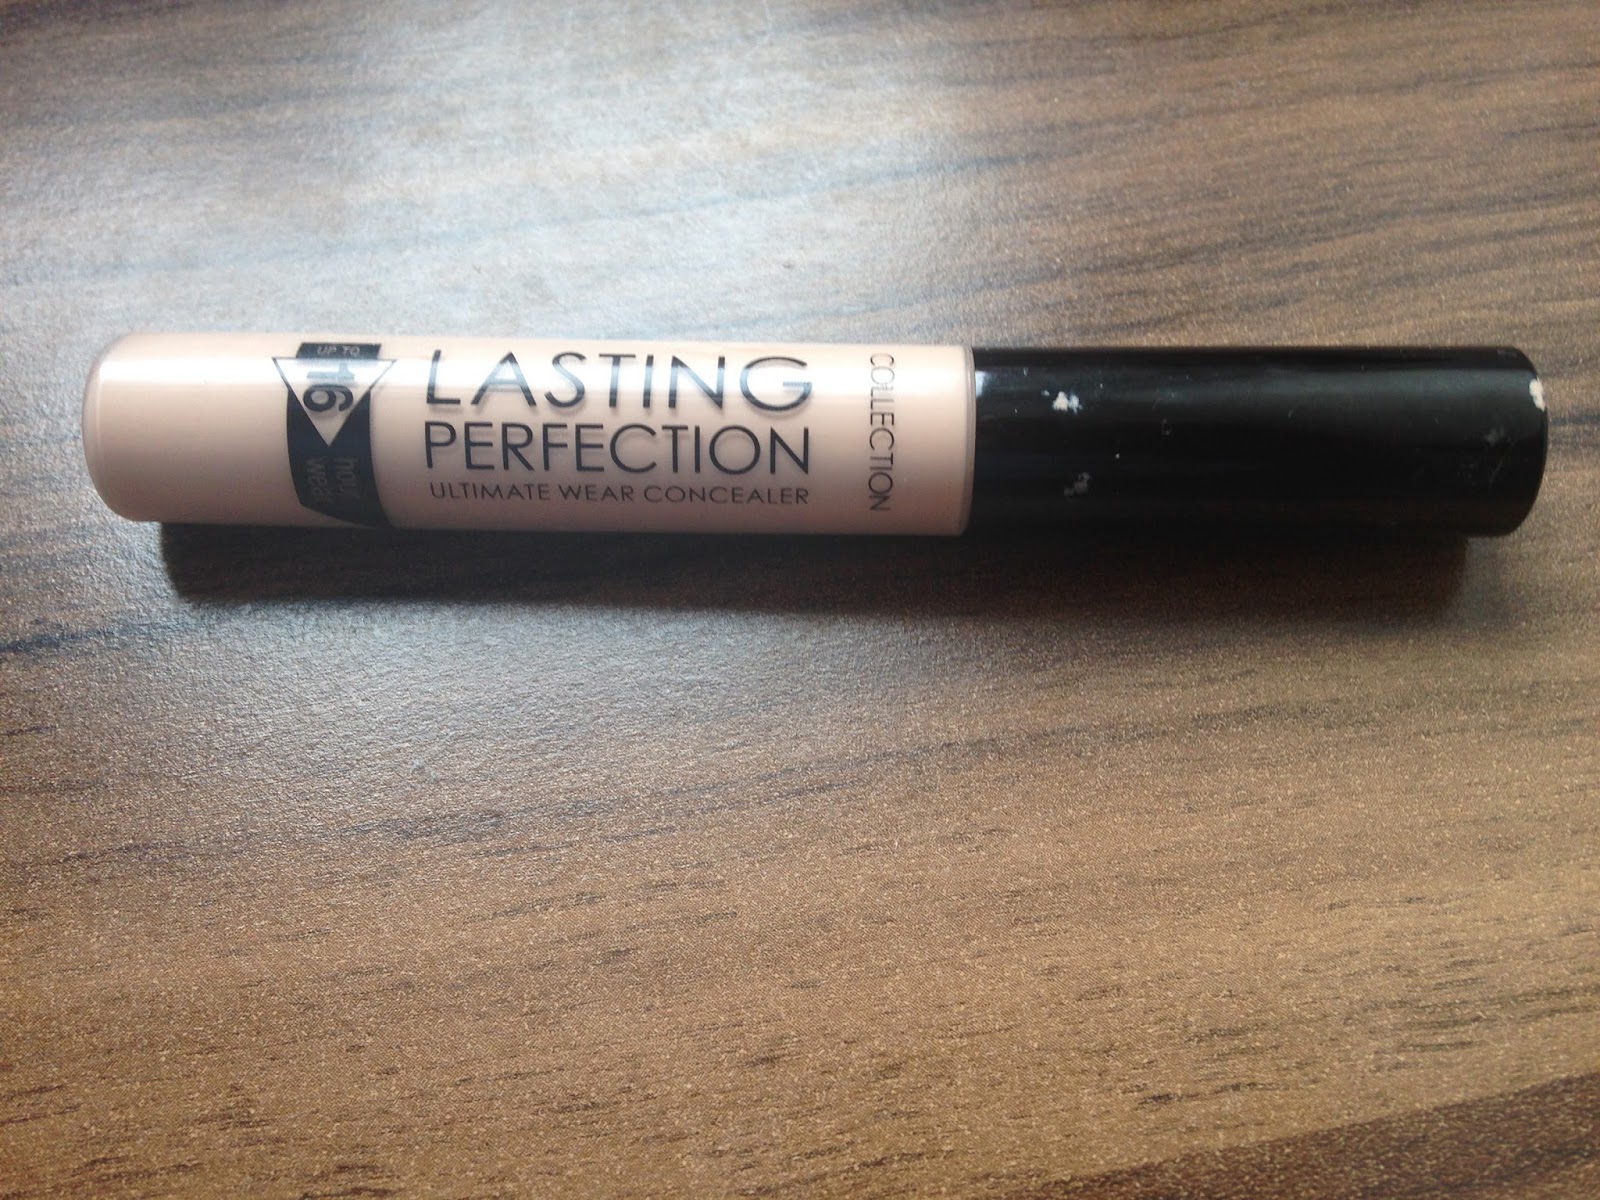 UP TO
16
hour
wear
LASTING
PERFECTION
ULTIMATE WEAR CONCEALER
COLLECTION